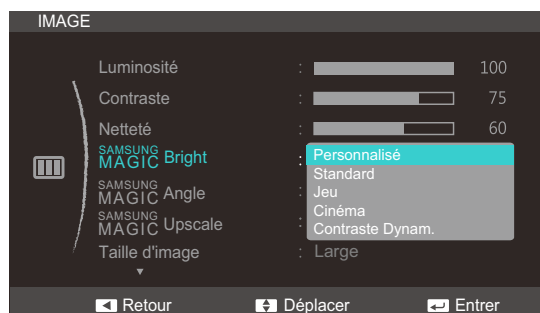 IMAGE
Luminosité : 100
Contraste : 75
Netteté : 60
SAMSUNG MAGIC Bright : Personnalisé
Standard
SAMSUNG MAGIC Angle : Jeu
Cinéma
SAMSUNG MAGIC Upscale : Contraste Dynam.
Taille d'image : Large
Retour Déplacer Entrer